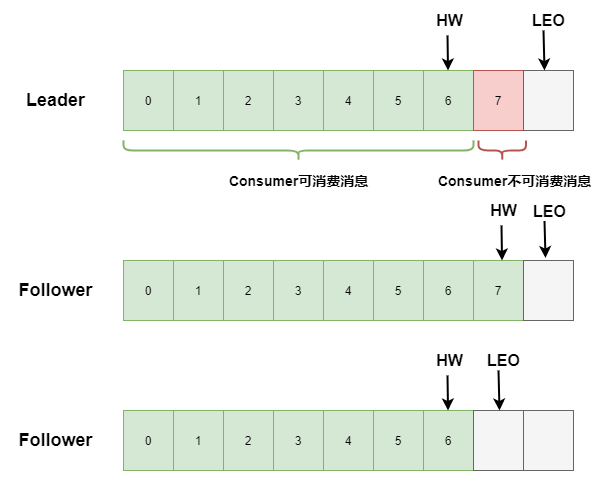 HW LEO
Leader 0 1 2 3 4 5 6 7
Consumer可消费消息 Consumer不可消费消息
HW LEO
Follower 0 1 2 3 4 5 6 7
HW LEO
Follower 0 1 2 3 4 5 6